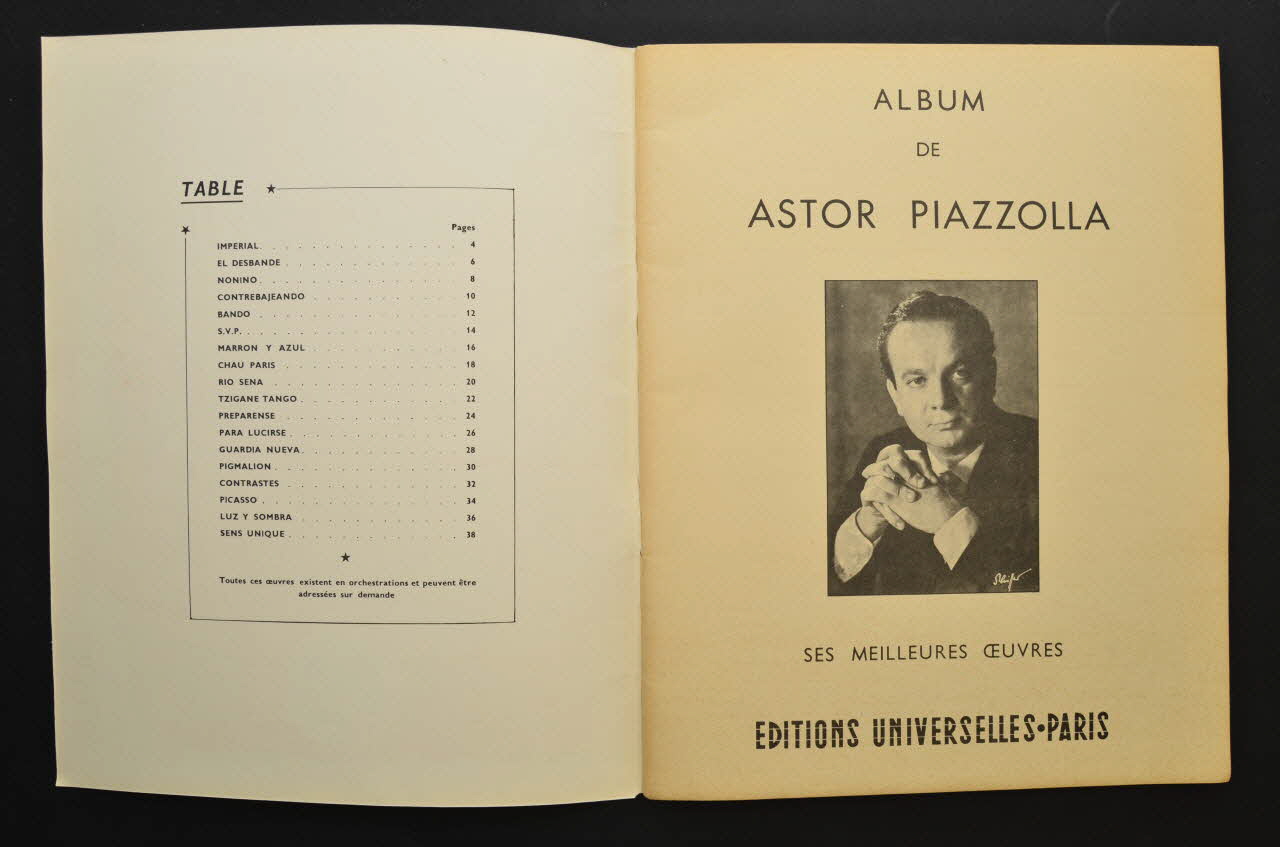 TABLE
Pages
IMPERIAL. . . . . . . . . . . . . . . 4
EL DESBANDE . . . . . . . . . . . . . 6
NONINO . . . . . . . . . . . . . . . 8
CONTREBAJEANDO . . . . . . . . . . . 10
BANDO . . . . . . . . . . . . . . . 12
S.V.P. . . . . . . . . . . . . . . . 14
MARRON Y AZUL . . . . . . . . . . . 16
CHAU PARIS . . . . . . . . . . . . . 18
RIO SENA . . . . . . . . . . . . . . 20
TZIGANE TANGO . . . . . . . . . . . 22
PREPARENSE . . . . . . . . . . . . . 24
PARA LUCIRSE . . . . . . . . . . . . 26
GUARDIA NUEVA . . . . . . . . . . . 28
PIGMALION . . . . . . . . . . . . . 30
CONTRASTES . . . . . . . . . . . . . 32
PICASSO . . . . . . . . . . . . . . 34
LUZ Y SOMBRA . . . . . . . . . . . . 36
SENS UNIQUE . . . . . . . . . . . . 38
Toutes ces œuvres existent en orchestrations et peuvent être
adressées sur demande
ALBUM
DE
ASTOR PIAZZOLLA
SES MEILLEURES ŒUVRES
EDITIONS UNIVERSELLES•PARIS